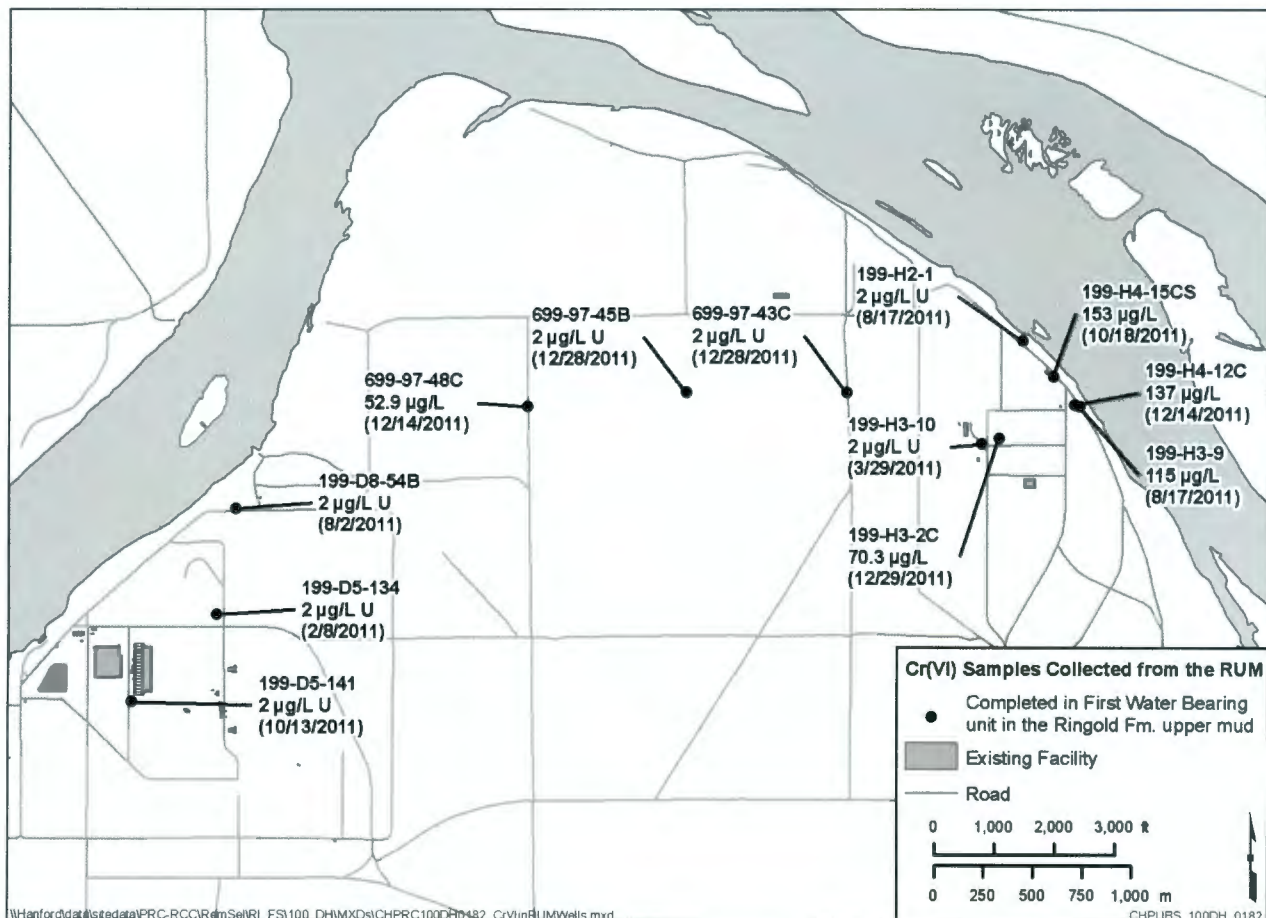 199-H2-1
2 µg/L U
(8/17/2011)
199-H4-15CS
153 µg/L
(10/18/2011)
699-97-45B
2 µg/L U
(12/28/2011)
699-97-43C
2 µg/L U
(12/28/2011)
699-97-48C
52.9 µg/L
(12/14/2011)
199-H4-12C
137 µg/L
(12/14/2011)
199-H3-10
2 µg/L U
(3/29/2011)
199-H3-9
115 µg/L
(8/17/2011)
199-D8-54B
2 µg/L U
(8/2/2011)
199-H3-2C
70.3 µg/L
(12/29/2011)
199-D5-134
2 µg/L U
(2/8/2011)
199-D5-141
2 µg/L U
(10/13/2011)
Cr(VI) Samples Collected from the RUM
Completed in First Water Bearing
unit in the Ringold Fm. upper mud
Existing Facility
Road
0 1,000 2,000 3,000 ft
0 250 500 750 1,000 m
CHPUBS_100DH_0182